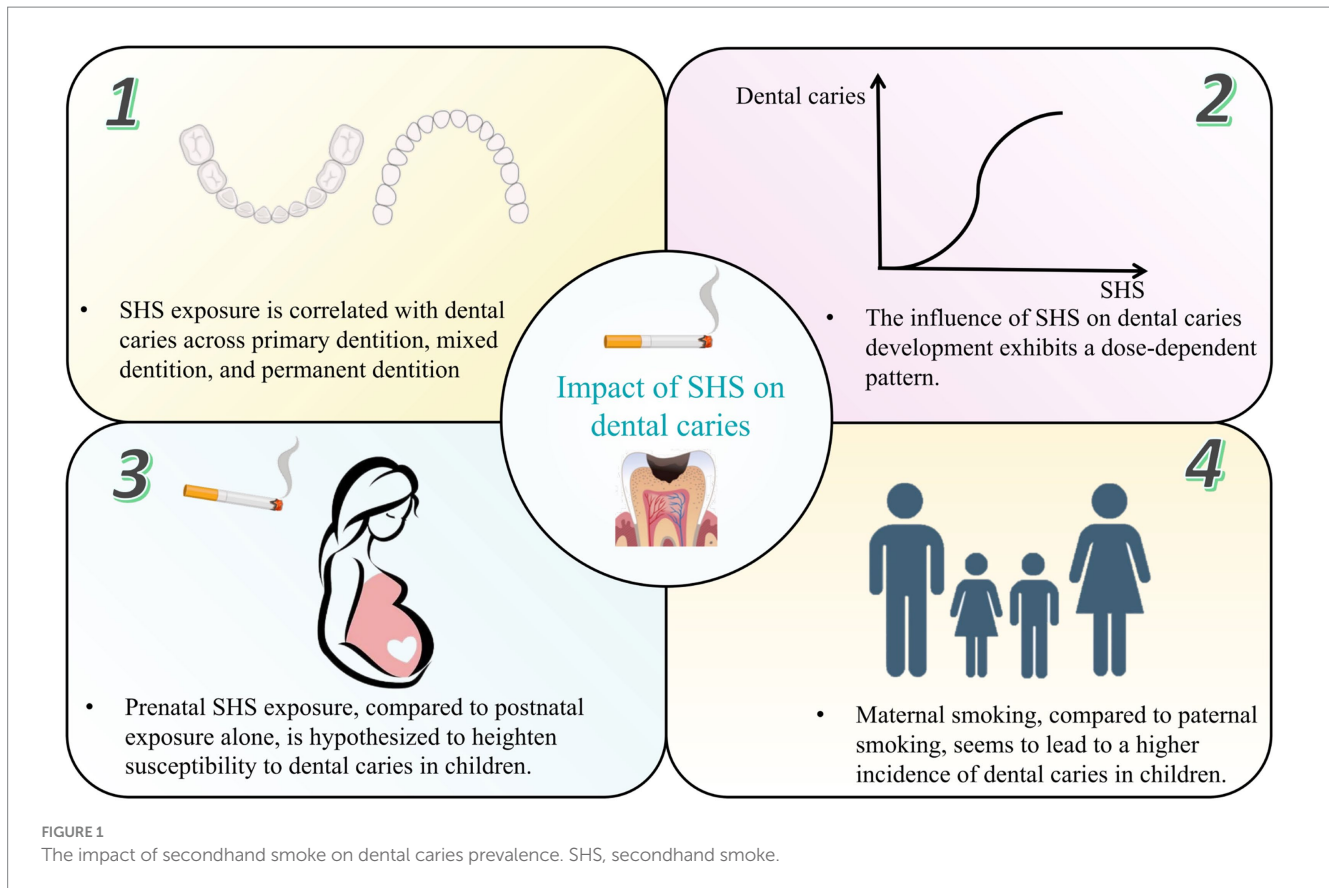 1
• SHS exposure is correlated with dental
caries across primary dentition, mixed
dentition, and permanent dentition
2
Dental caries
SHS
• The influence of SHS on dental caries
development exhibits a dose-dependent
pattern.
Impact of SHS on
dental caries
3
• Prenatal SHS exposure, compared to postnatal
exposure alone, is hypothesized to heighten
susceptibility to dental caries in children.
4
• Maternal smoking, compared to paternal
smoking, seems to lead to a higher
incidence of dental caries in children.
FIGURE 1
The impact of secondhand smoke on dental caries prevalence. SHS, secondhand smoke.